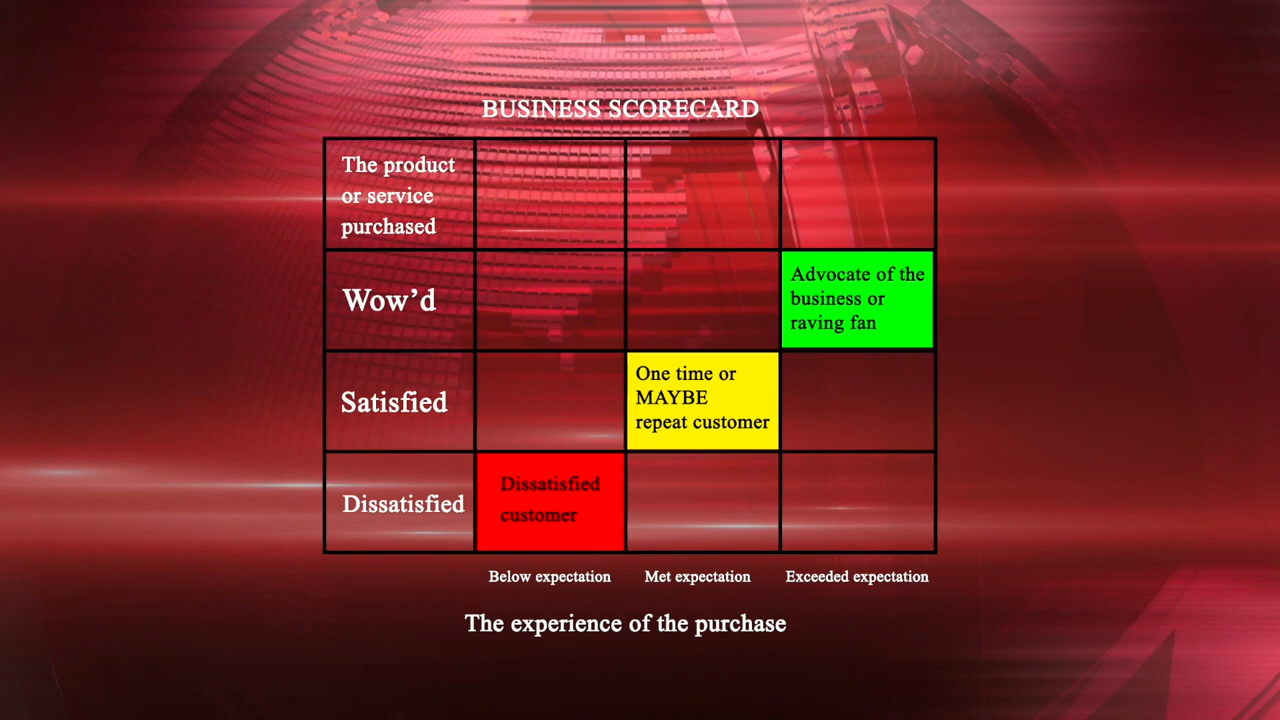 BUSINESS SCORECARD
The product
or service
purchased
Wow’d
Advocate of the
business or
raving fan
Satisfied
One time or
MAYBE
repeat customer
Dissatisfied
Dissatisfied
customer
Below expectation
Met expectation
Exceeded expectation
The experience of the purchase